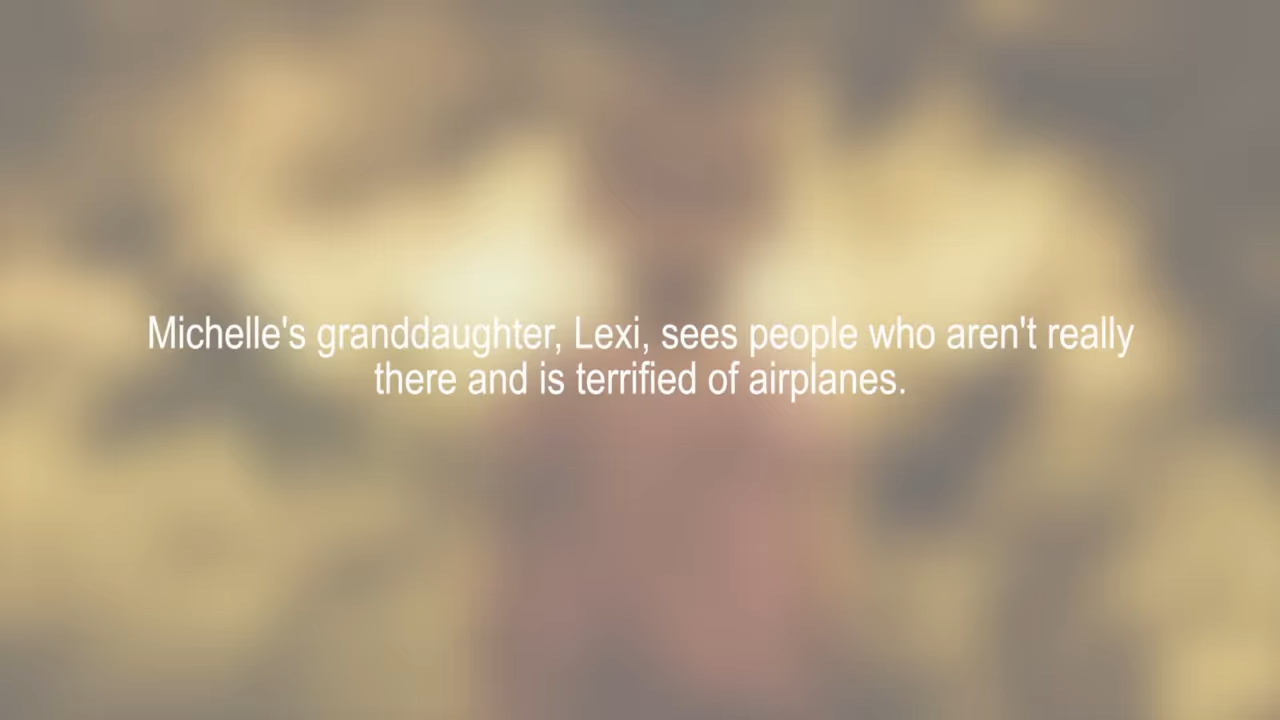 Michelle's granddaughter, Lexi, sees people who aren't really
there and is terrified of airplanes.